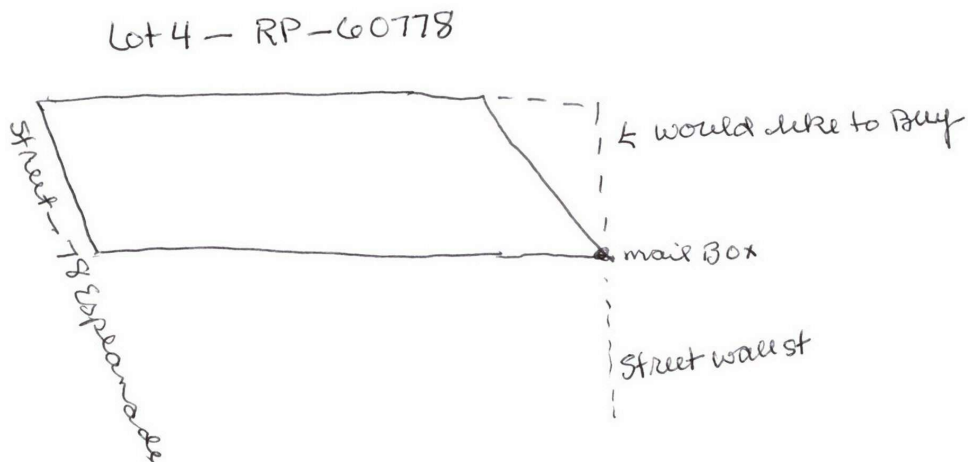 Lot 4 - RP-60778
I would like to Buy
Street - 78 Esplanade
mail Box
Street wall st